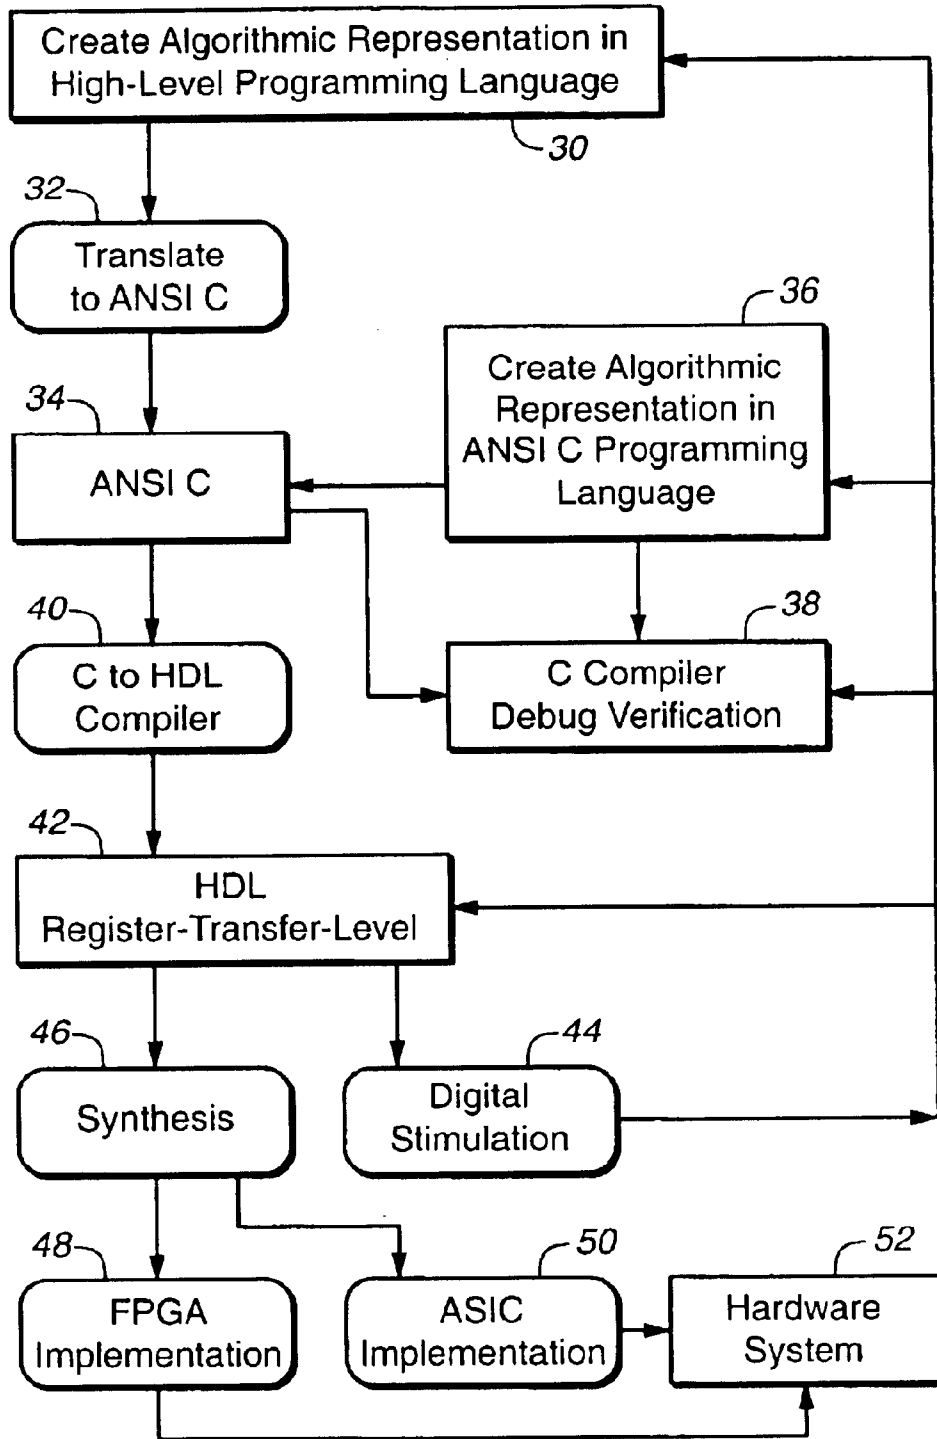 Create Algorithmic Representation in
High-Level Programming Language
30
32
Translate
to ANSI C
36
Create Algorithmic
Representation in
ANSI C Programming
Language
34
ANSI C
40
C to HDL
Compiler
38
C Compiler
Debug Verification
42
HDL
Register-Transfer-Level
46
Synthesis
44
Digital
Stimulation
48
FPGA
Implementation
50
ASIC
Implementation
52
Hardware
System